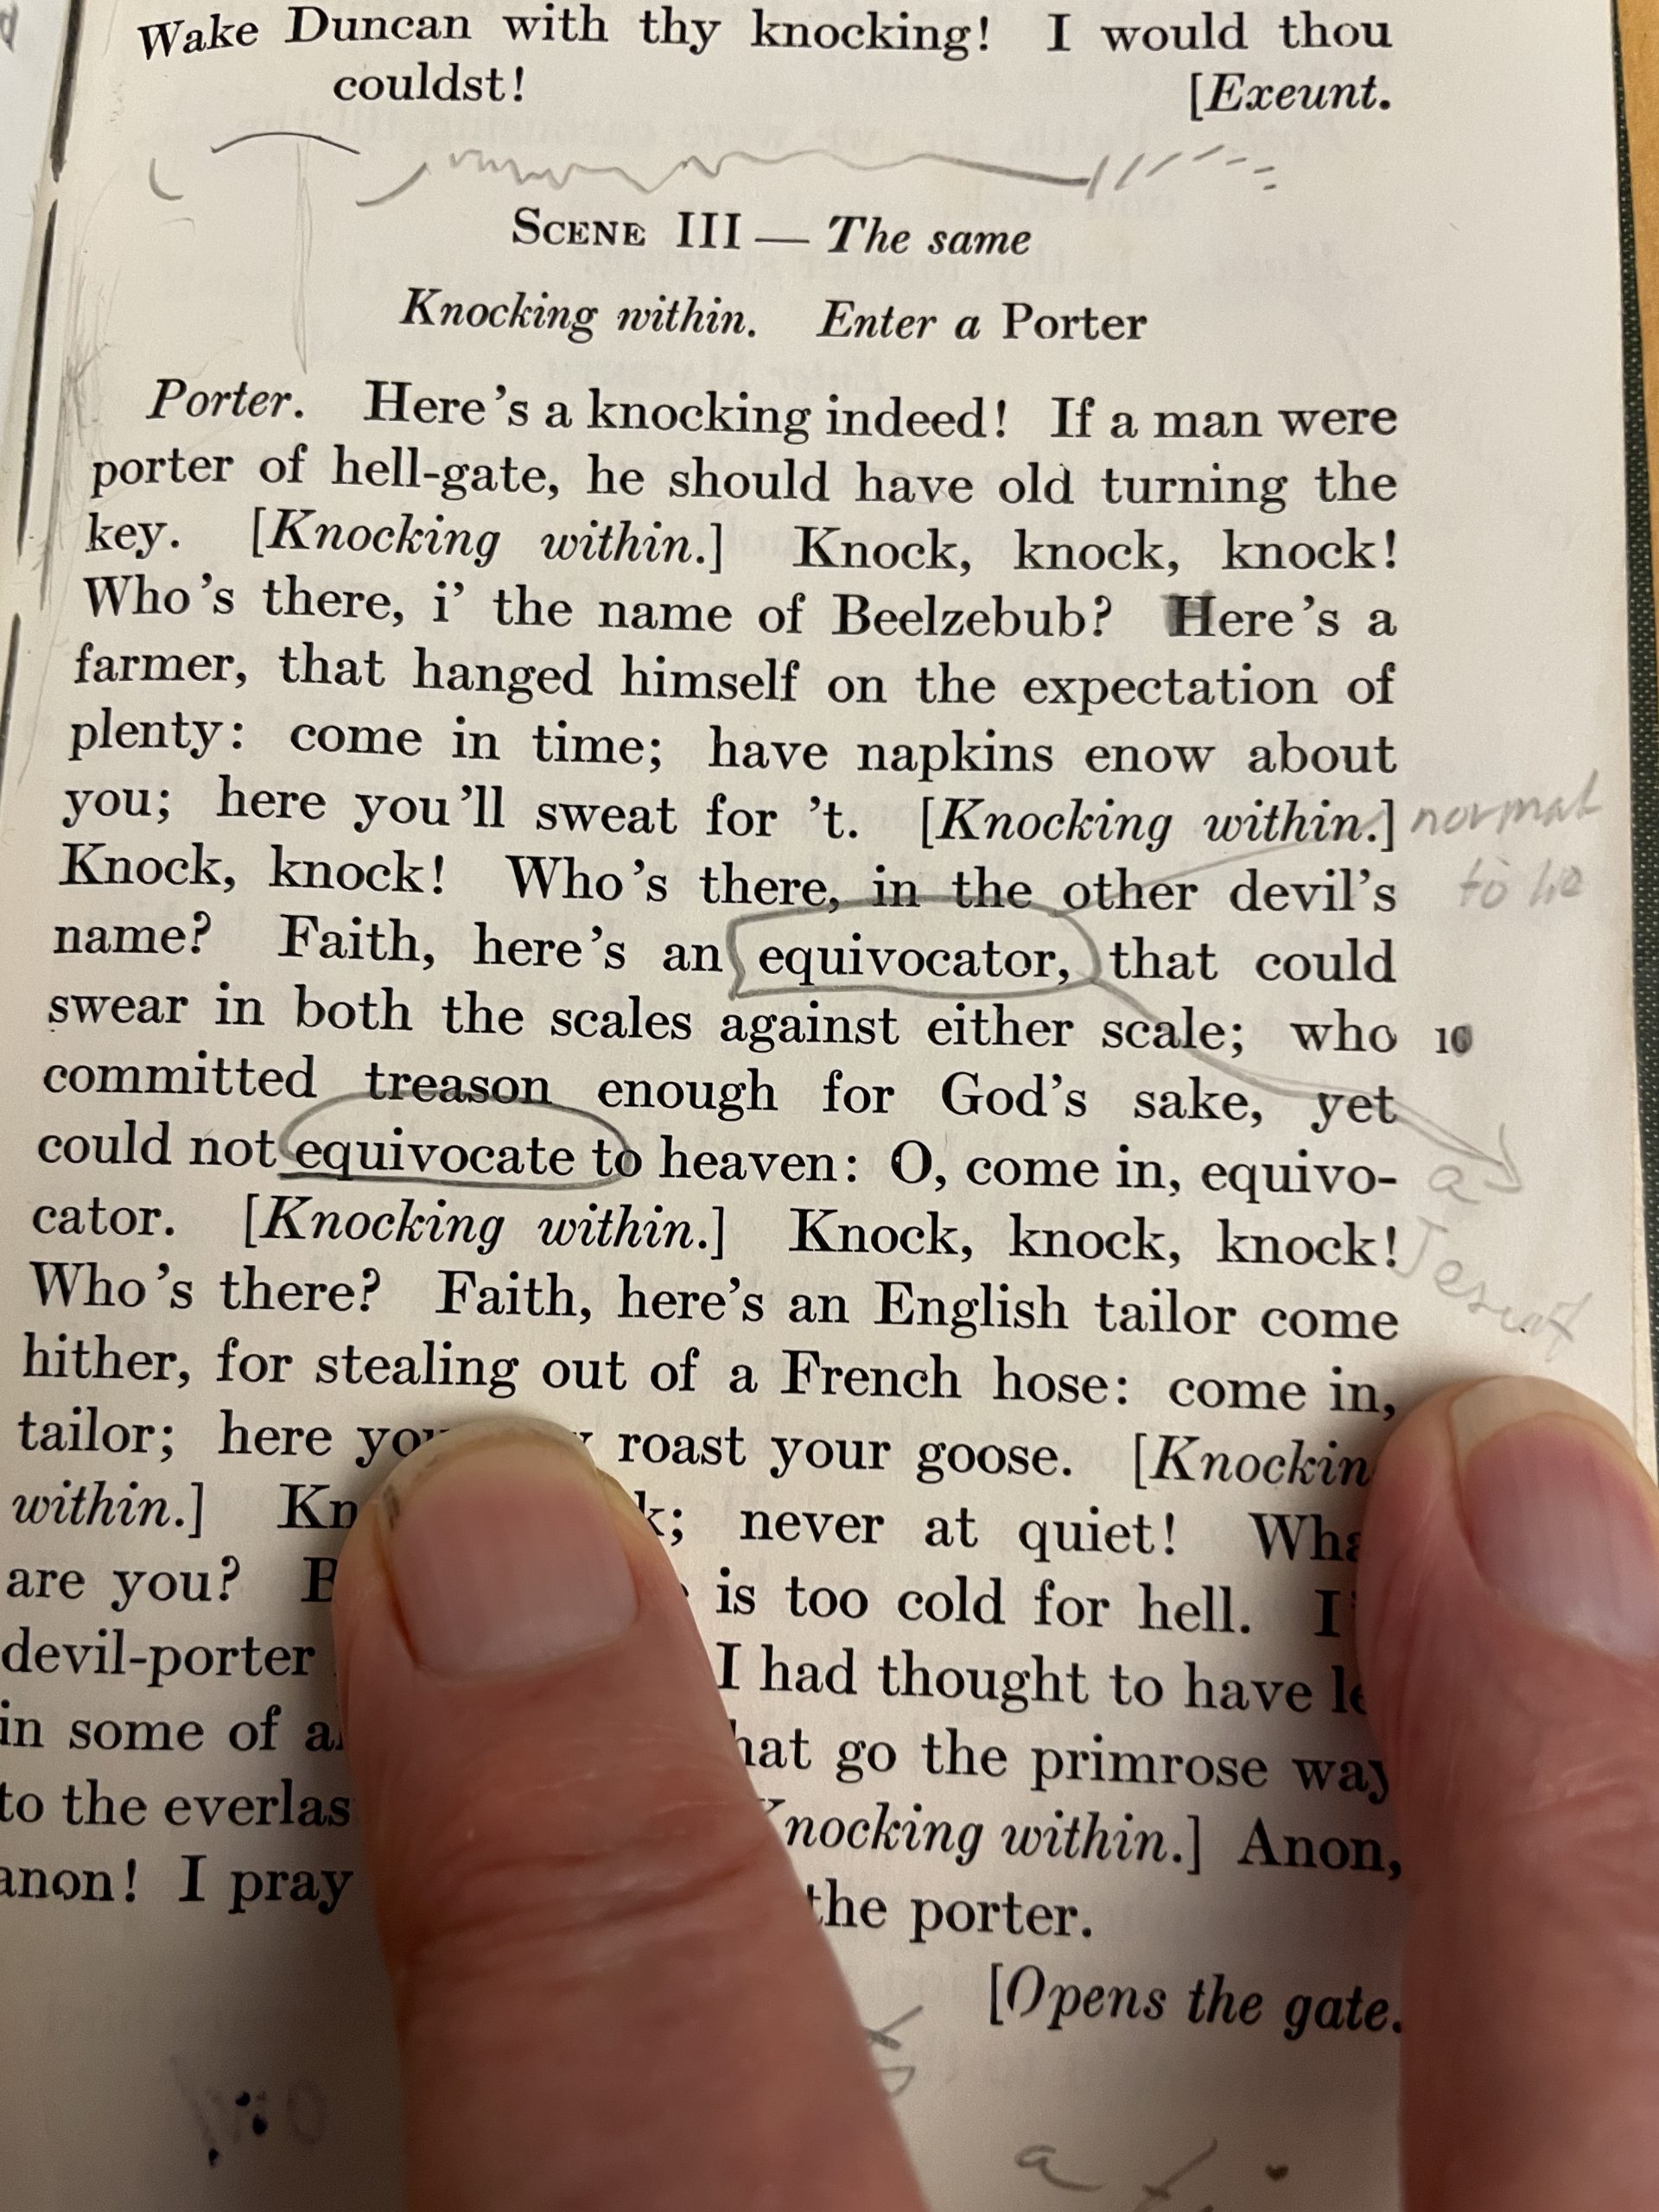 Wake Duncan with thy knocking! I would thou
couldst! [Exeunt.
SCENE III — The same
Knocking within. Enter a Porter
Porter. Here's a knocking indeed! If a man were
porter of hell-gate, he should have old turning the
key. [Knocking within.] Knock, knock, knock!
Who's there, i' the name of Beelzebub? Here's a
farmer, that hanged himself on the expectation of
plenty: come in time; have napkins enow about
you; here you'll sweat for 't. [Knocking within.]
normal
Knock, knock! Who's there, in the other devil's
to lie
name? Faith, here's an equivocator, that could
swear in both the scales against either scale; who 10
committed treason enough for God's sake, yet
could not equivocate to heaven: O, come in, equivo-
a
cator. [Knocking within.] Knock, knock, knock!
Jesuit
Who's there? Faith, here's an English tailor come
hither, for stealing out of a French hose: come in,
tailor; here roast your goose.
within.] never at quiet!
are you? is too cold for hell.
devil-porter I had thought to have
in some of go the primrose way
to the within.] Anon,
anon! I pray the porter.
[Opens the gate.